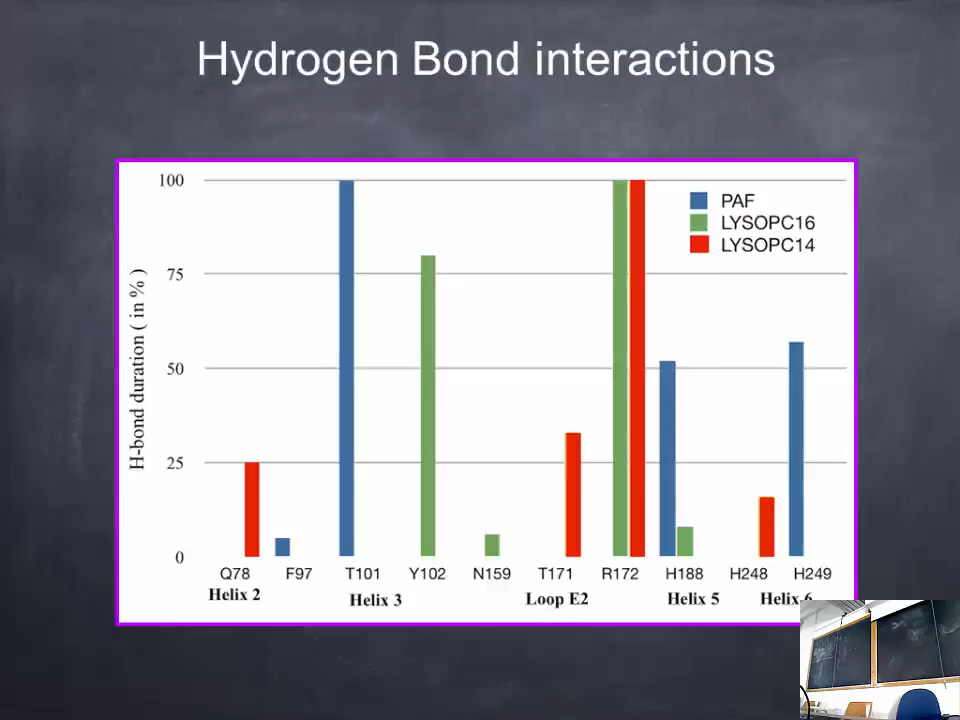 Hydrogen Bond interactions
100
75
50
25
0
H-bond duration ( in % )
PAF
LYSOPC16
LYSOPC14
Q78 F97 T101 Y102 N159 T171 R172 H188 H248 H249
Helix 2 Helix 3 Loop E2 Helix 5 Helix 6